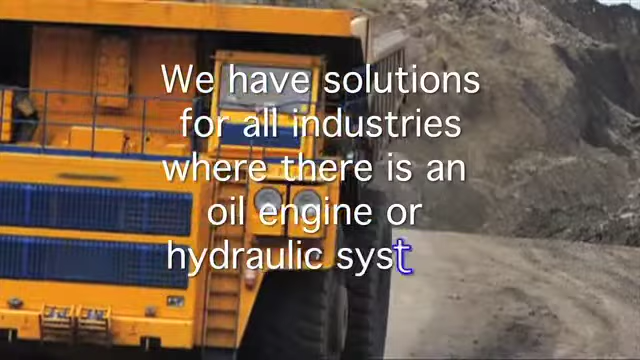 We have solutions
for all industries
where there is an
oil engine or
hydraulic syst